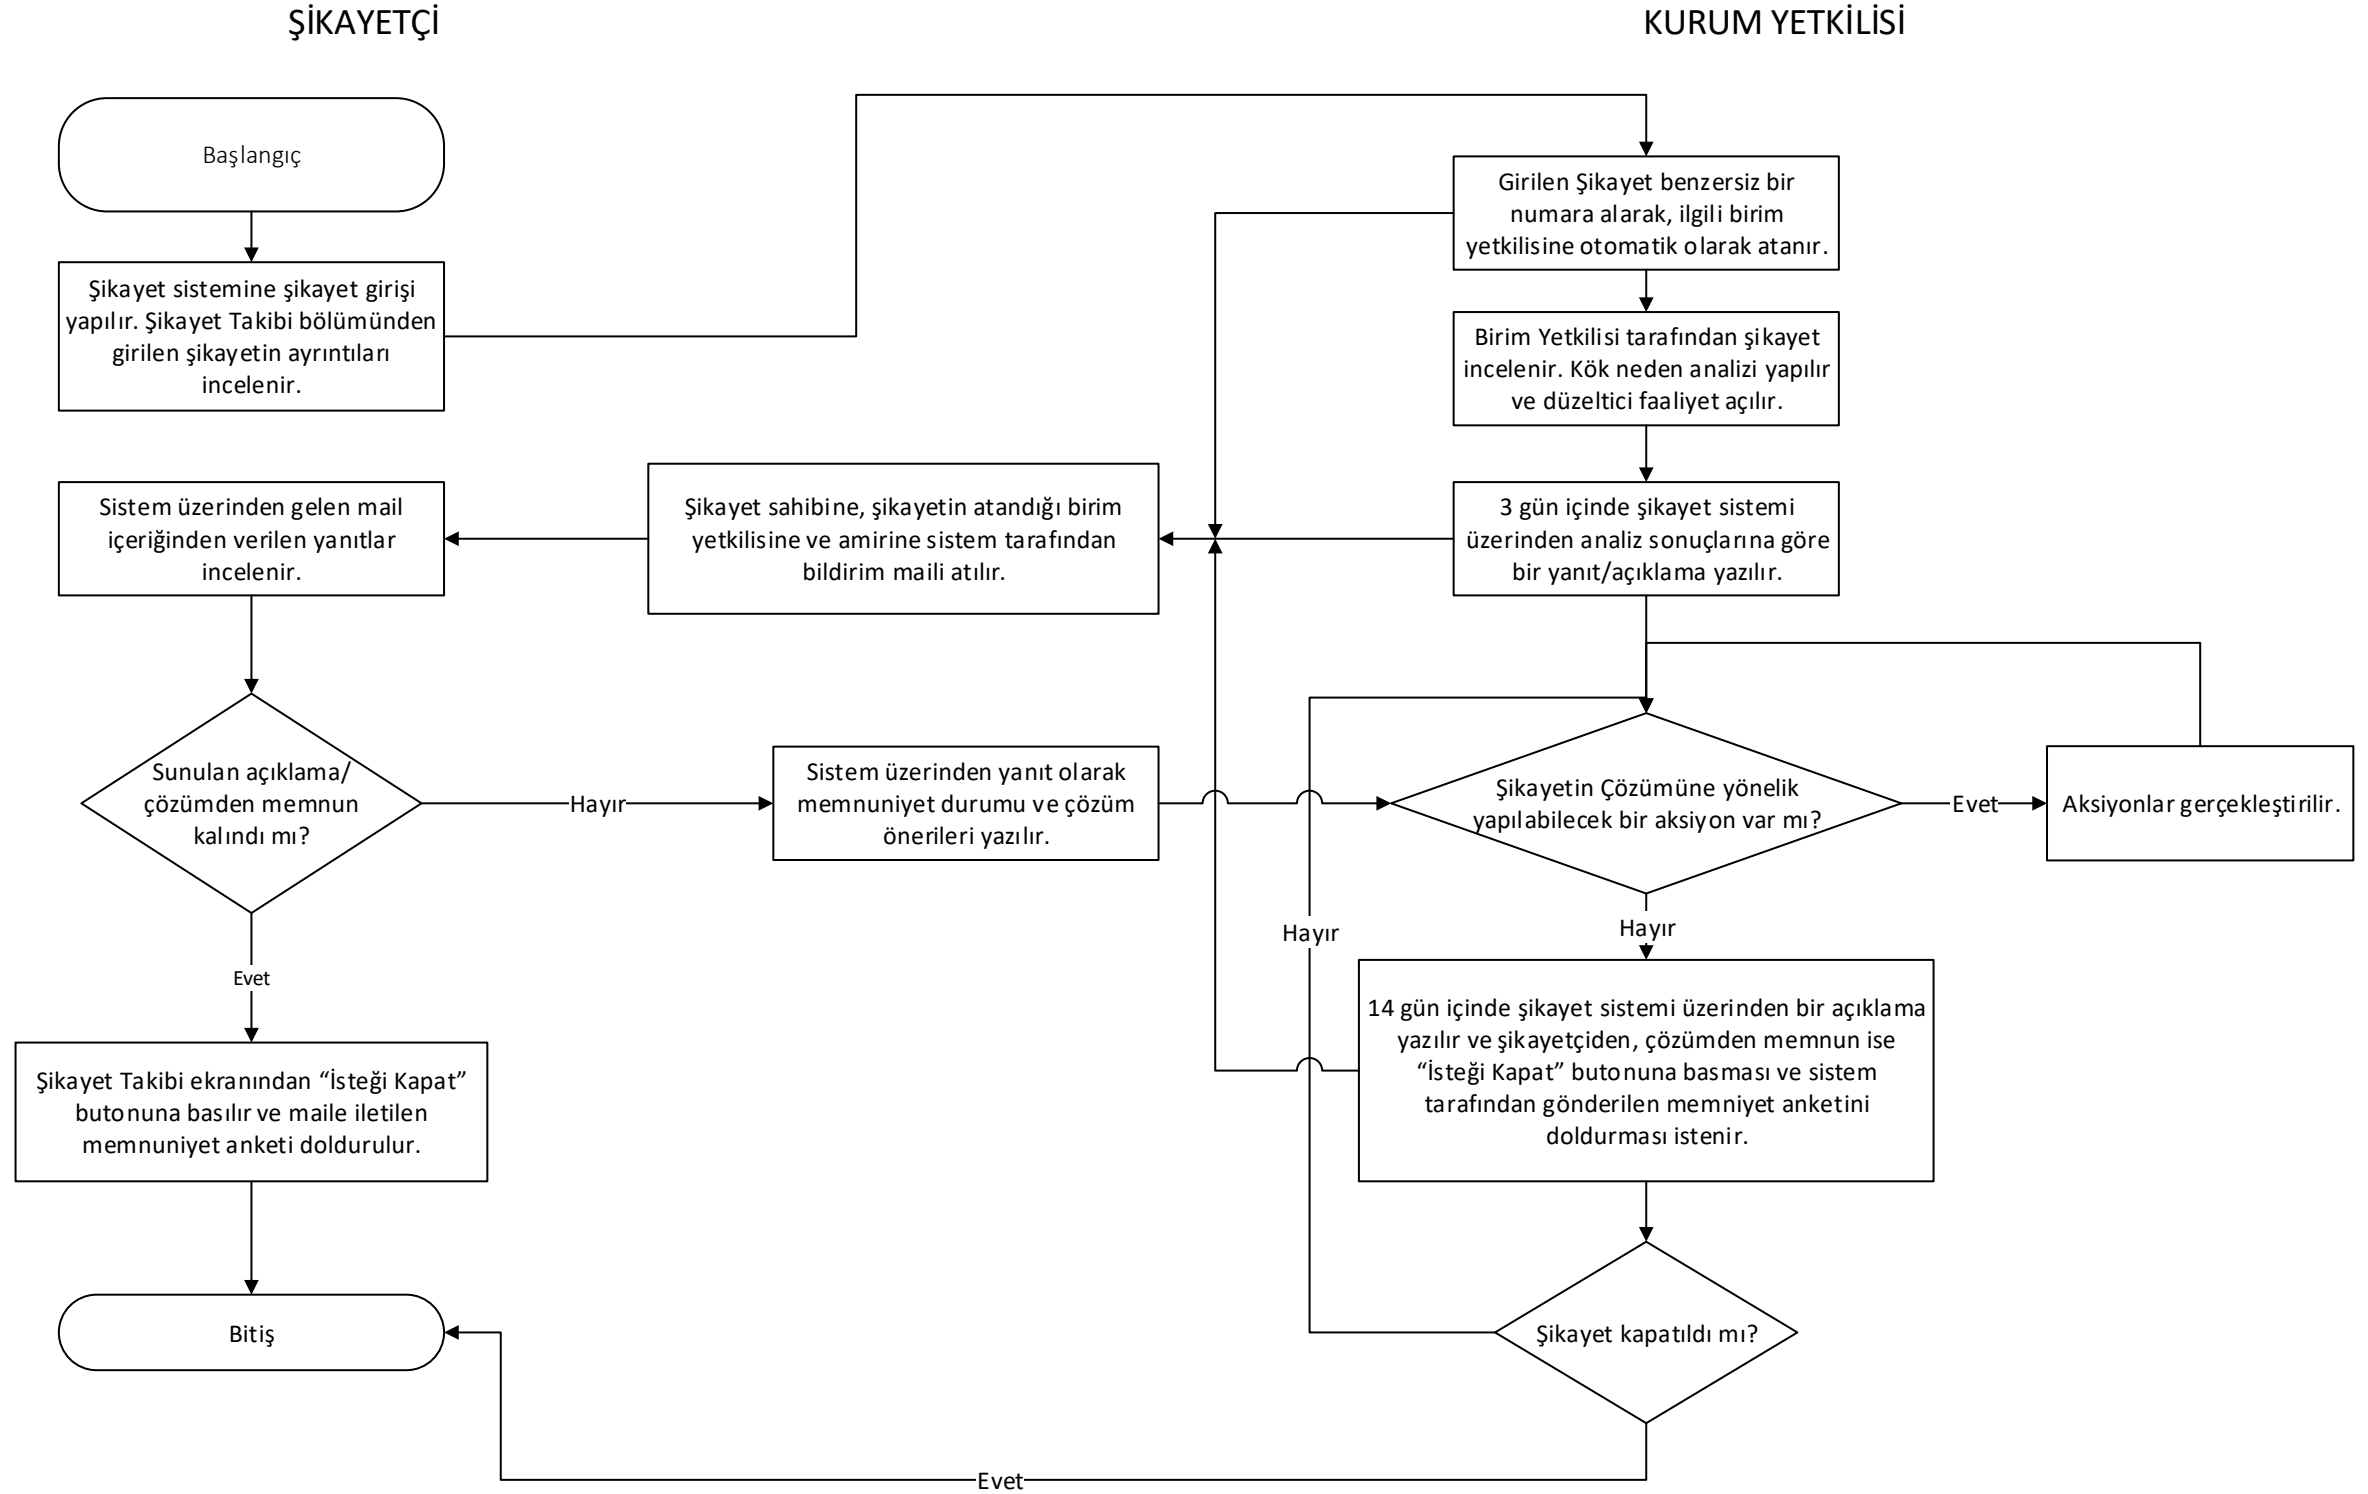 ŞİKAYETÇİ
KURUM YETKİLİSİ
Başlangıç
Şikayet sistemine şikayet girişi
yapılır. Şikayet Takibi bölümünden
girilen şikayetin ayrıntıları
incelenir.
Girilen Şikayet benzersiz bir
numara alarak, ilgili birim
yetkilisine otomatik olarak atanır.
Birim Yetkilisi tarafından şikayet
incelenir. Kök neden analizi yapılır
ve düzeltici faaliyet açılır.
3 gün içinde şikayet sistemi
üzerinden analiz sonuçlarına göre
bir yanıt/açıklama yazılır.
Şikayet sahibine, şikayetin atandığı birim
yetkilisine ve amirine sistem tarafından
bildirim maili atılır.
Sistem üzerinden gelen mail
içeriğinden verilen yanıtlar
incelenir.
Sunulan açıklama/
çözümden memnun
kalındı mı?
Hayır
Sistem üzerinden yanıt olarak
memnuniyet durumu ve çözüm
önerileri yazılır.
Şikayetin Çözümüne yönelik
yapılabilecek bir aksiyon var mı?
Evet
Aksiyonlar gerçekleştirilir.
Hayır
Hayır
Evet
14 gün içinde şikayet sistemi üzerinden bir açıklama
yazılır ve şikayetçiden, çözümden memnun ise
“İsteği Kapat” butonuna basması ve sistem
tarafından gönderilen memniyet anketini
doldurması istenir.
Şikayet Takibi ekranından “İsteği Kapat”
butonuna basılır ve maile iletilen
memnuniyet anketi doldurulur.
Bitiş
Şikayet kapatıldı mı?
Evet